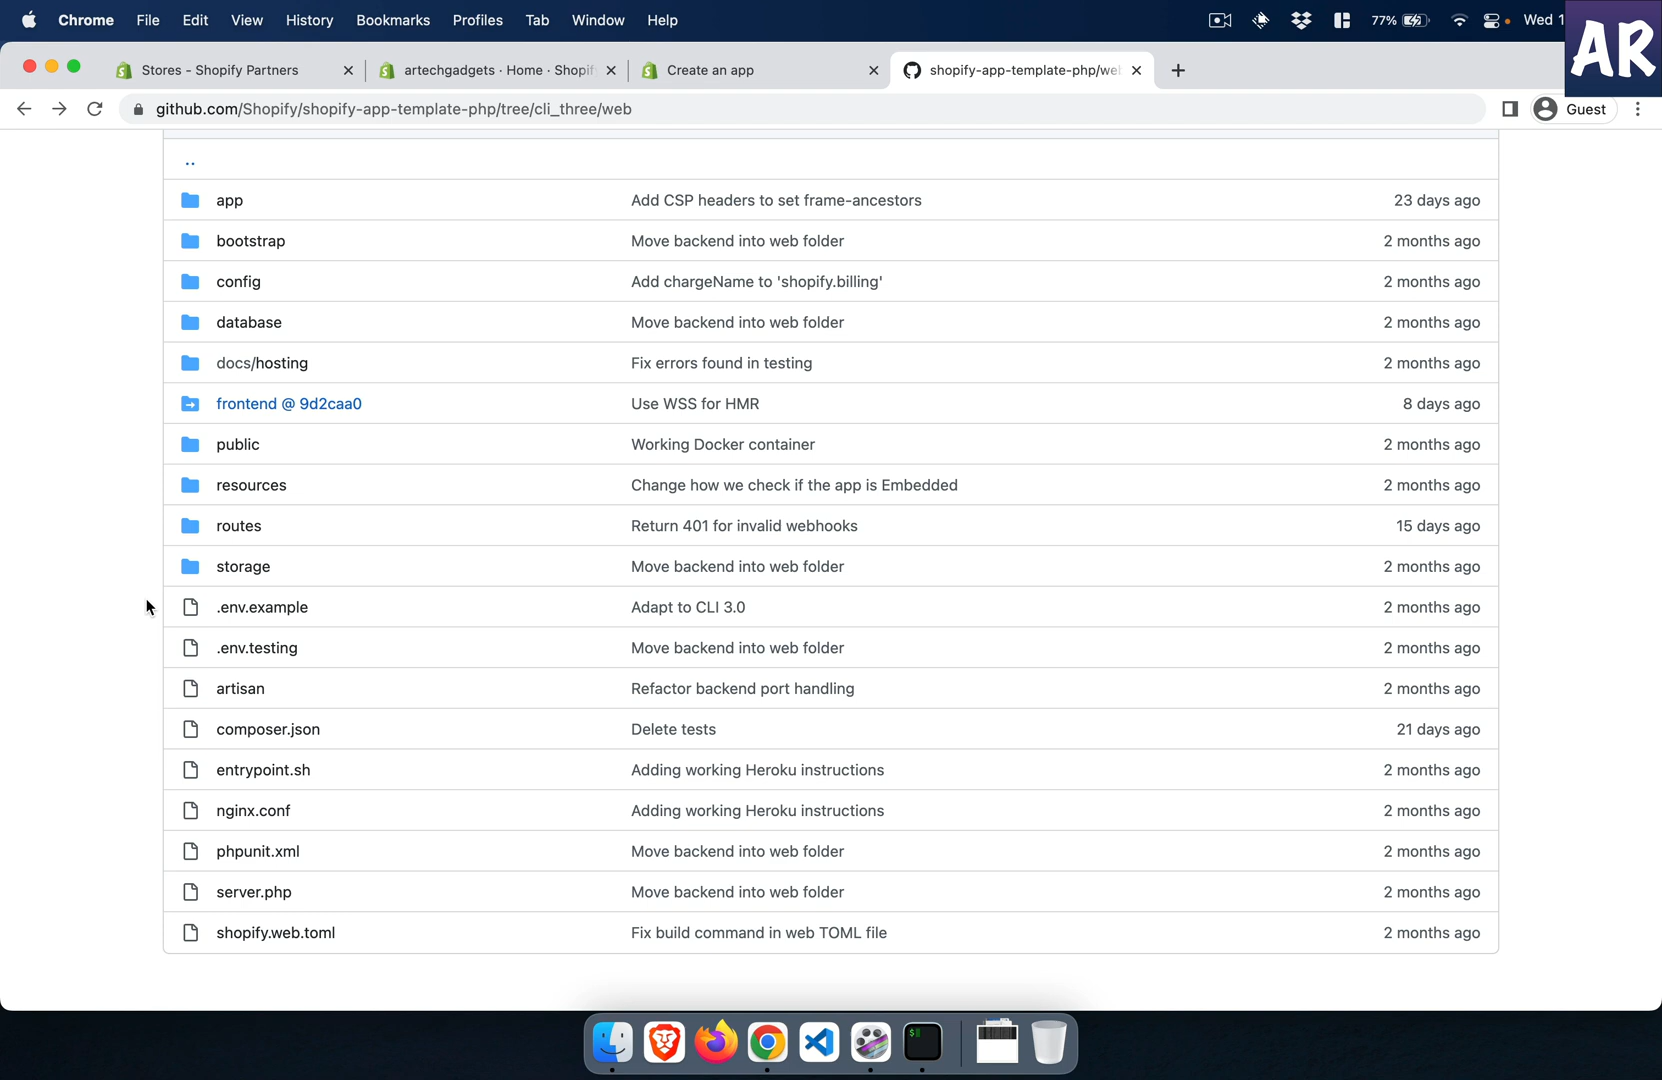 Chrome File Edit View History Bookmarks Profiles Tab Window Help 77% Wed 1
AR
Stores - Shopify Partners
artechgadgets · Home · Shopif
Create an app
shopify-app-template-php/we
github.com/Shopify/shopify-app-template-php/tree/cli_three/web
Guest
..
app Add CSP headers to set frame-ancestors 23 days ago
bootstrap Move backend into web folder 2 months ago
config Add chargeName to 'shopify.billing' 2 months ago
database Move backend into web folder 2 months ago
docs/hosting Fix errors found in testing 2 months ago
frontend @ 9d2caa0 Use WSS for HMR 8 days ago
public Working Docker container 2 months ago
resources Change how we check if the app is Embedded 2 months ago
routes Return 401 for invalid webhooks 15 days ago
storage Move backend into web folder 2 months ago
.env.example Adapt to CLI 3.0 2 months ago
.env.testing Move backend into web folder 2 months ago
artisan Refactor backend port handling 2 months ago
composer.json Delete tests 21 days ago
entrypoint.sh Adding working Heroku instructions 2 months ago
nginx.conf Adding working Heroku instructions 2 months ago
phpunit.xml Move backend into web folder 2 months ago
server.php Move backend into web folder 2 months ago
shopify.web.toml Fix build command in web TOML file 2 months ago
$